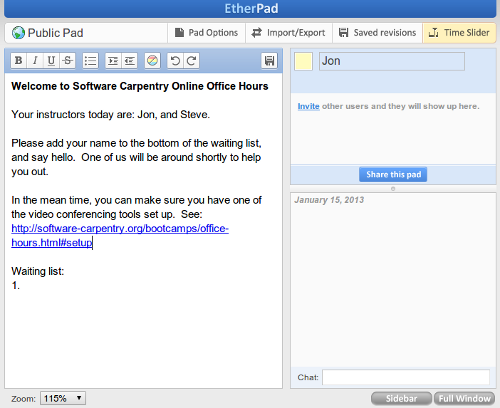 EtherPad
Public Pad
Pad Options
Import/Export
Saved revisions
Time Slider
B I U S
Welcome to Software Carpentry Online Office Hours
Your instructors today are: Jon, and Steve.
Please add your name to the bottom of the waiting list,
and say hello.  One of us will be around shortly to help
you out.
In the mean time, you can make sure you have one of
the video conferencing tools set up.  See:
http://software-carpentry.org/bootcamps/office-
hours.html#setup
Waiting list:
1.
Jon
Invite other users and they will show up here.
Share this pad
January 15, 2013
Chat:
Zoom: 115%
Sidebar
Full Window